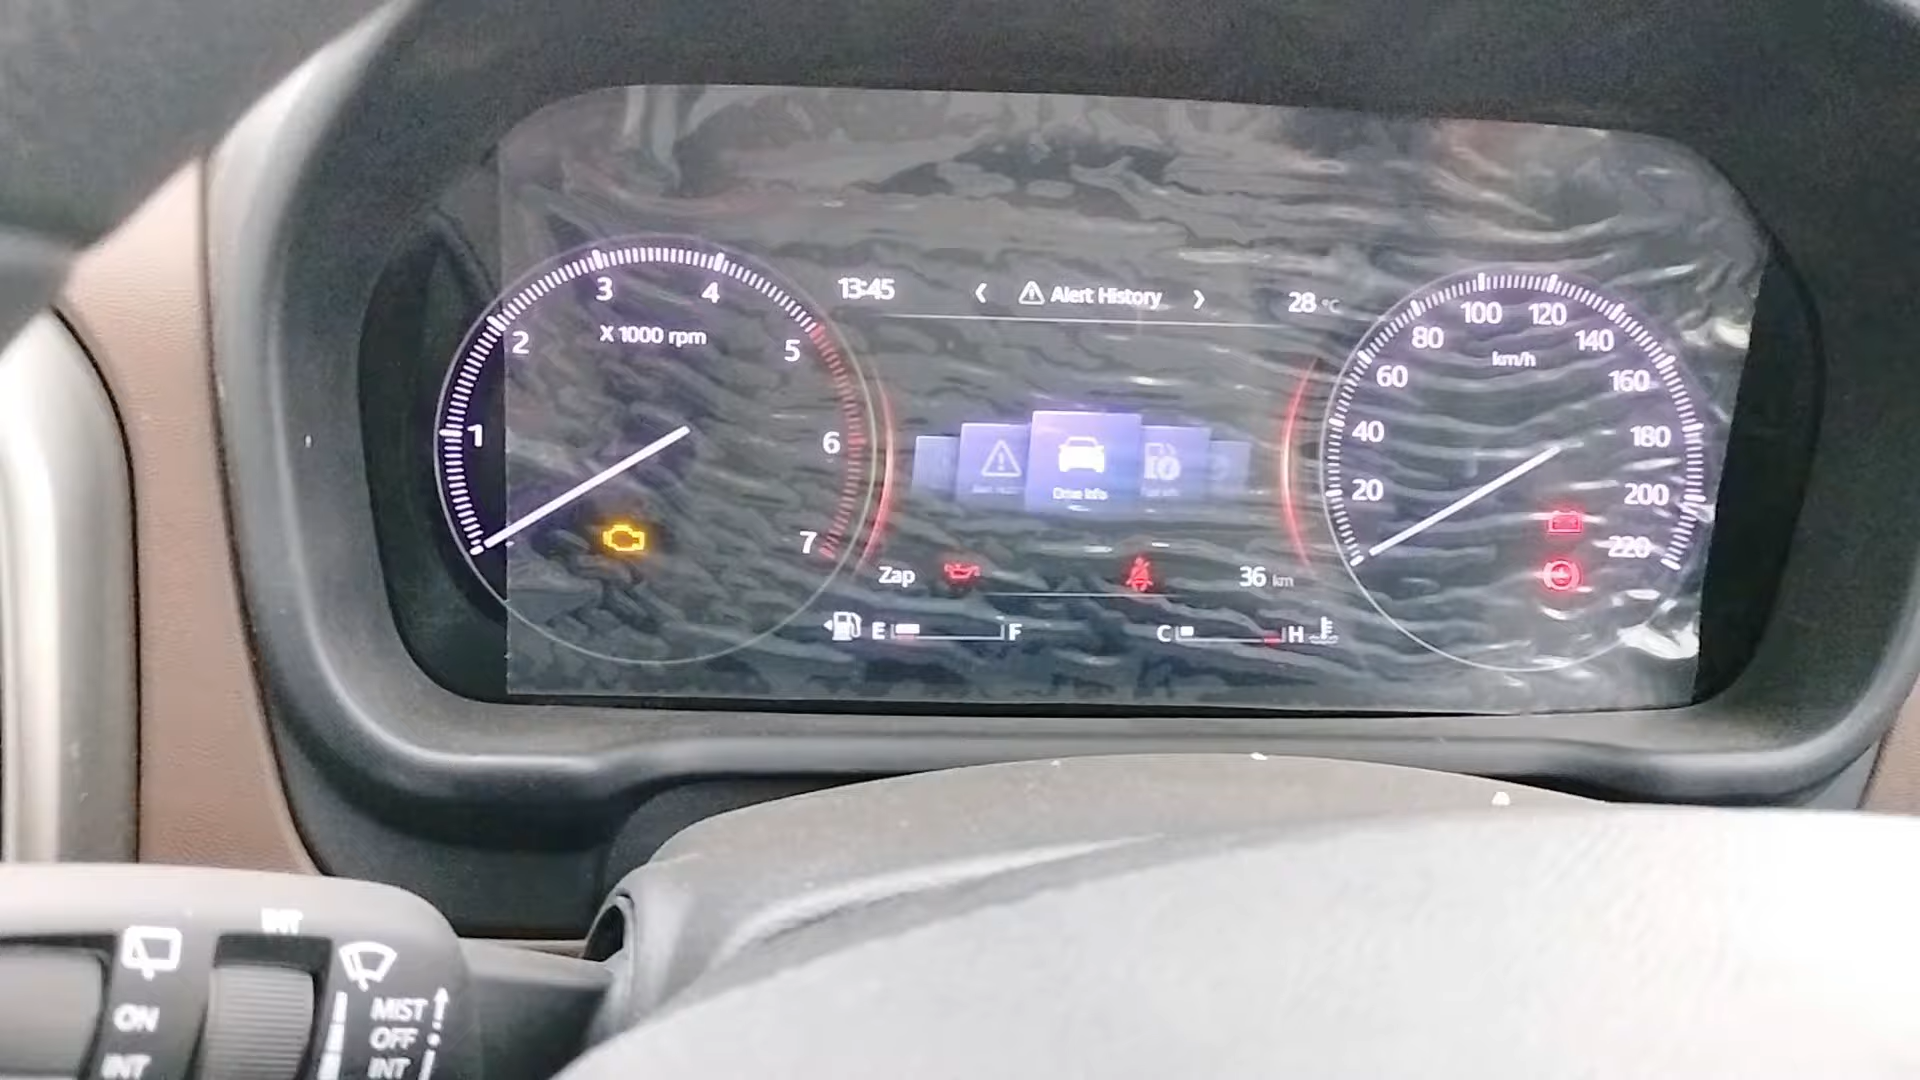 13:45
Alert History
28 °C
1
2
3
4
5
6
7
X 1000 rpm
20
40
60
80
100
120
140
160
180
200
220
km/h
Drive Info
Zap
36 km
E
F
C
H
INT
ON
INT
MIST
OFF
INT